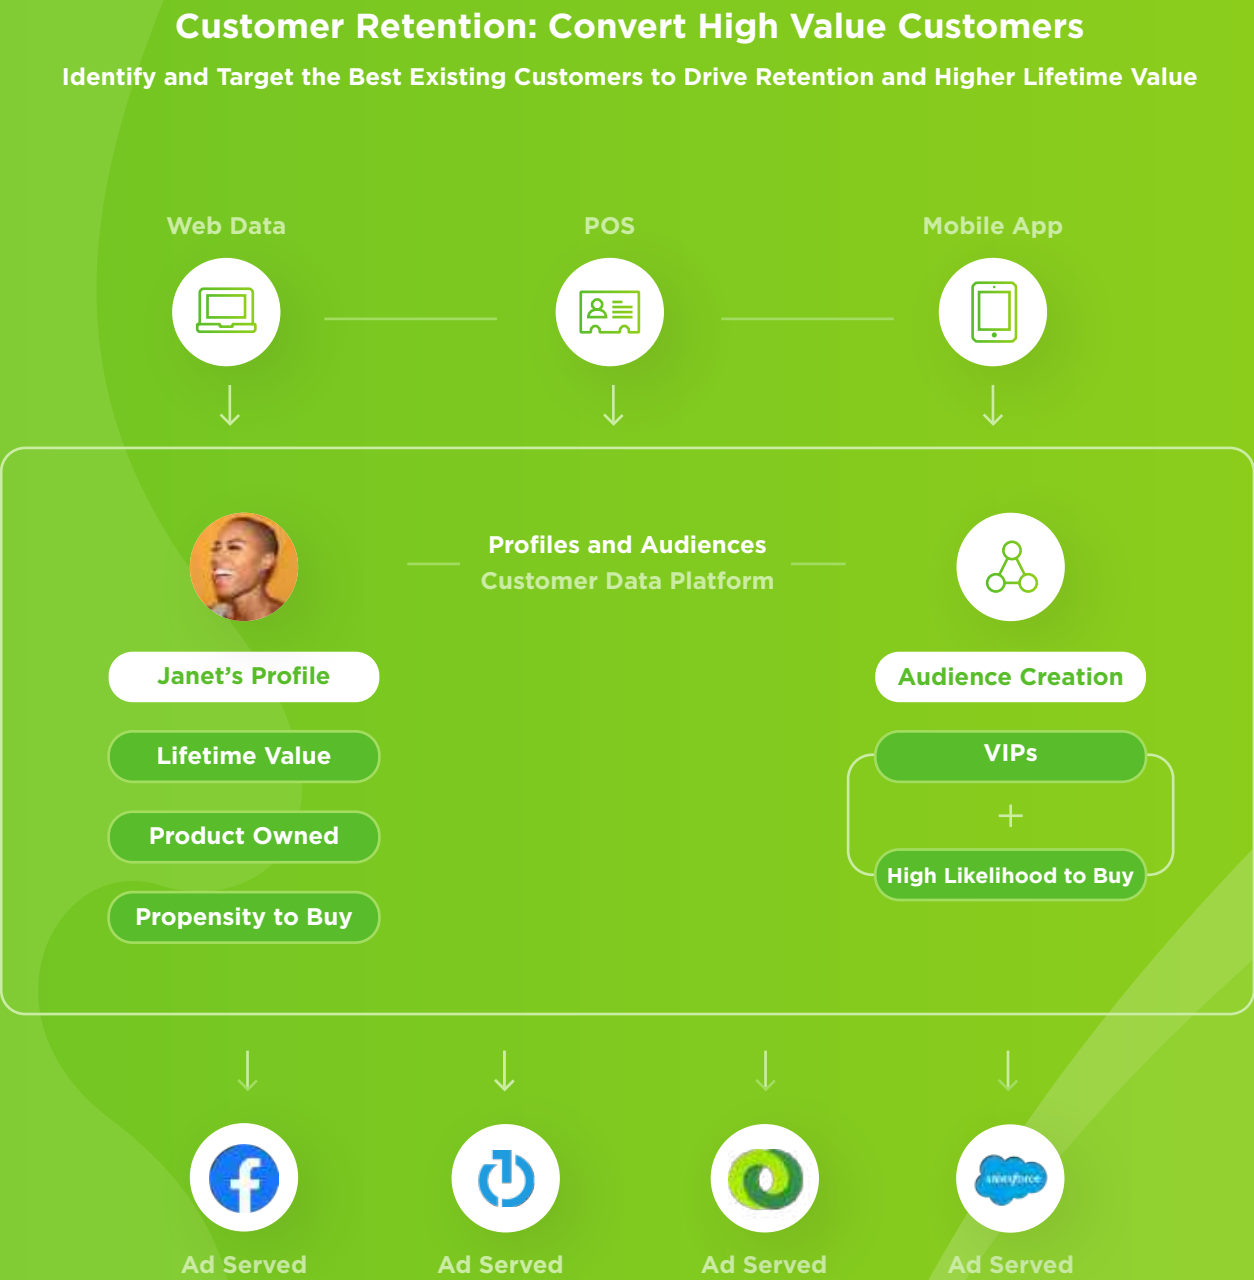 Customer Retention: Convert High Value Customers
Identify and Target the Best Existing Customers to Drive Retention and Higher Lifetime Value
Web Data
POS
Mobile App
Profiles and Audiences
Customer Data Platform
Janet’s Profile
Lifetime Value
Product Owned
Propensity to Buy
Audience Creation
VIPs
+
High Likelihood to Buy
salesforce
Ad Served
Ad Served
Ad Served
Ad Served